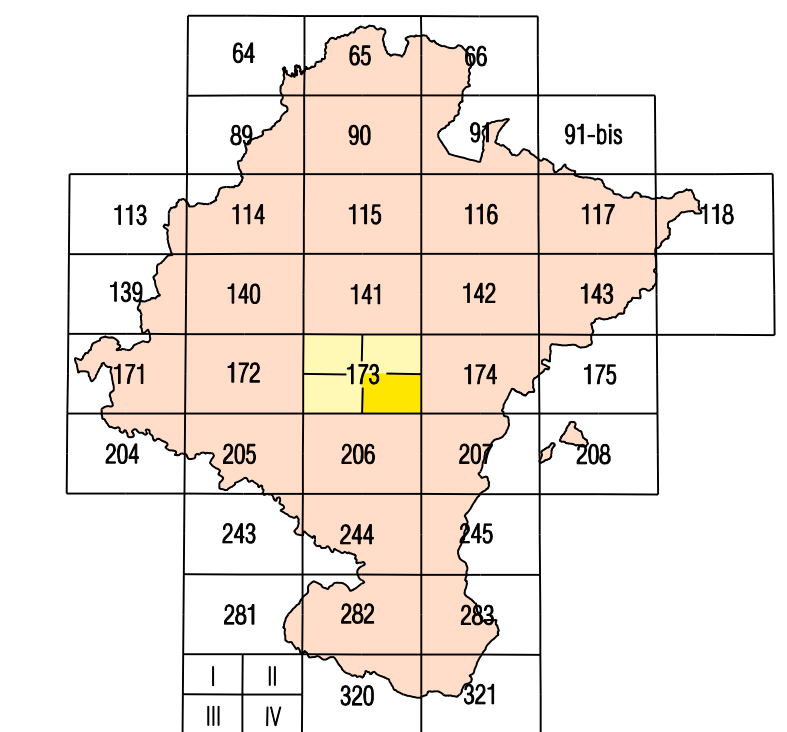 64 65 66
89 90 91 91-bis
113 114 115 116 117 118
139 140 141 142 143
171 172 173 174 175
204 205 206 207 208
243 244 245
281 282 283
I II
320 321
III IV